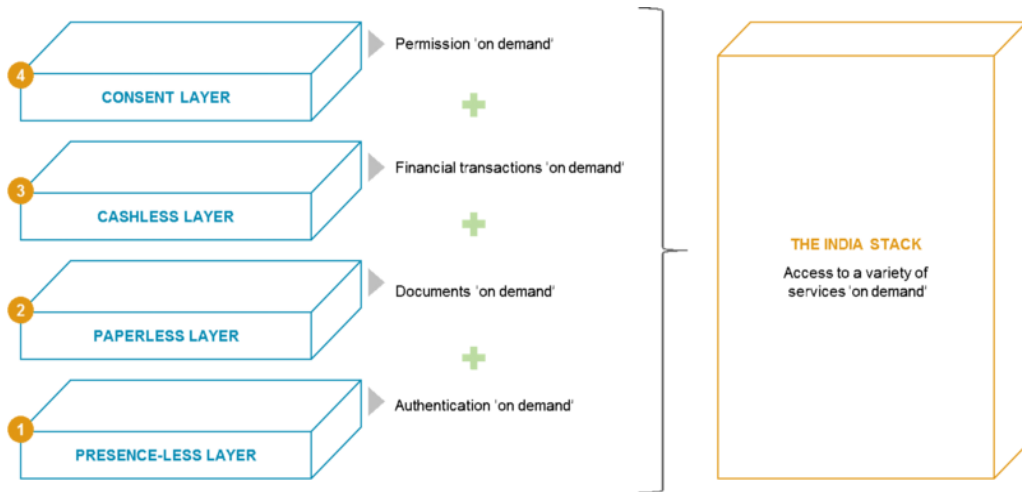 4
CONSENT LAYER
Permission 'on demand'
3
CASHLESS LAYER
Financial transactions 'on demand'
2
PAPERLESS LAYER
Documents 'on demand'
1
PRESENCE-LESS LAYER
Authentication 'on demand'
THE INDIA STACK
Access to a variety of
services 'on demand'